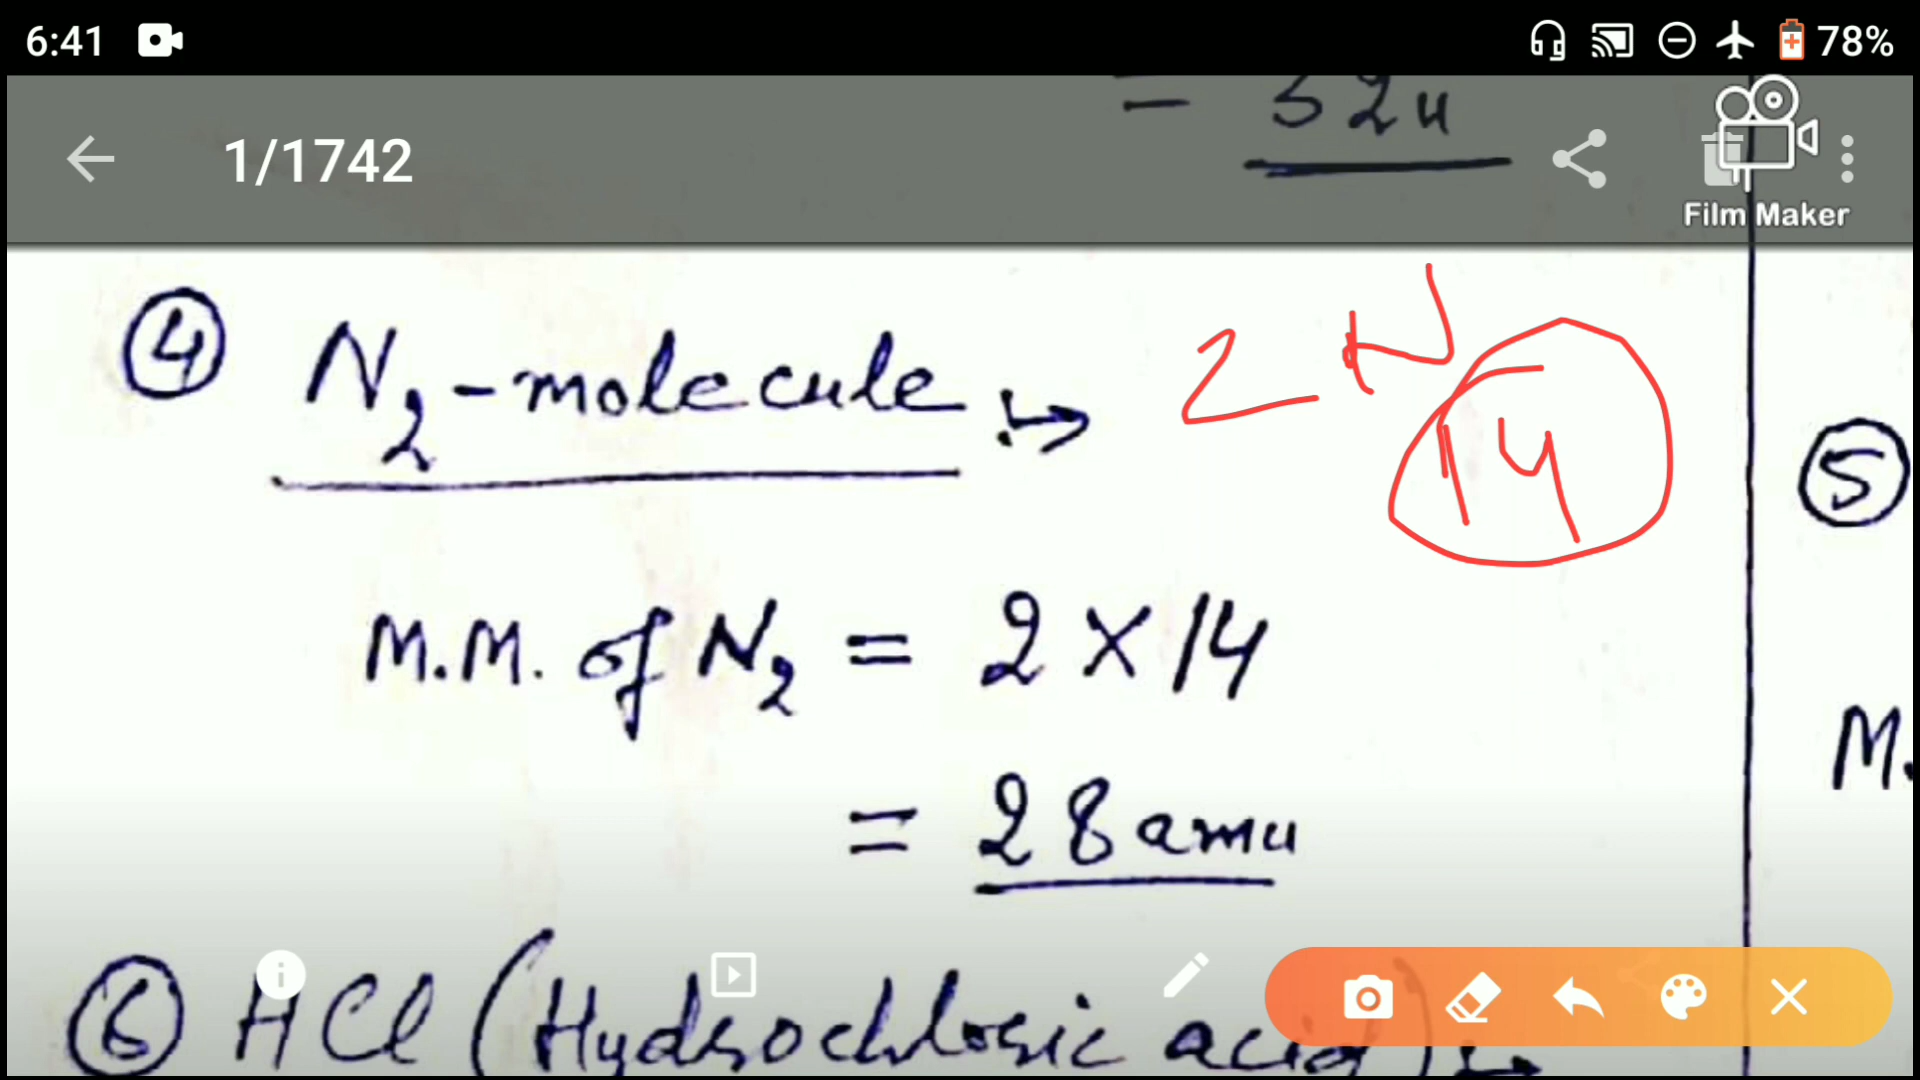 6:41 78%
= 32u
1/1742
Film Maker
④ N₂-molecule :→ 2 N
14
⑤
M.M. of N₂ = 2 × 14
M.
= 28 amu
⑥ HCl (Hydrochloric acid) :→